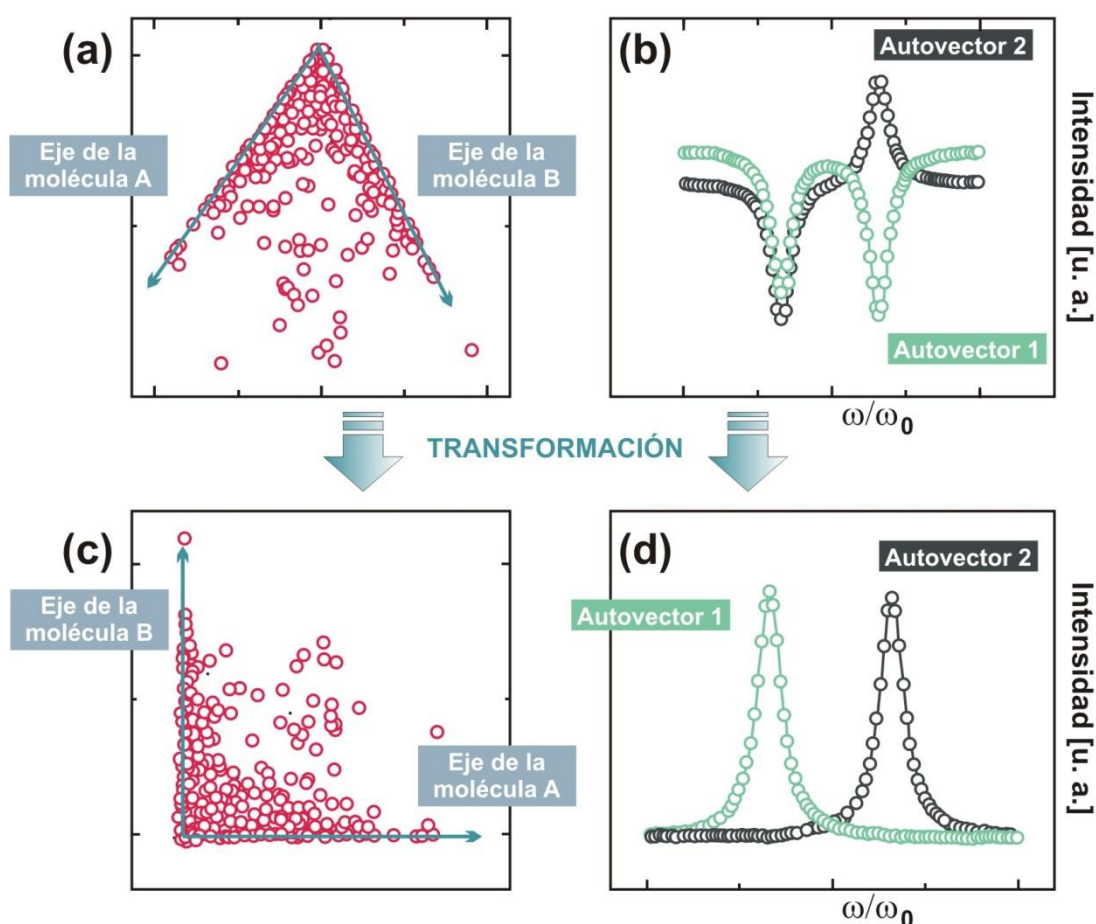 (a)
Eje de la
molécula A
Eje de la
molécula B
(b)
Autovector 2
Autovector 1
Intensidad [u. a.]
ω/ω0
TRANSFORMACIÓN
(c)
Eje de la
molécula B
Eje de la
molécula A
(d)
Autovector 2
Autovector 1
Intensidad [u. a.]
ω/ω0